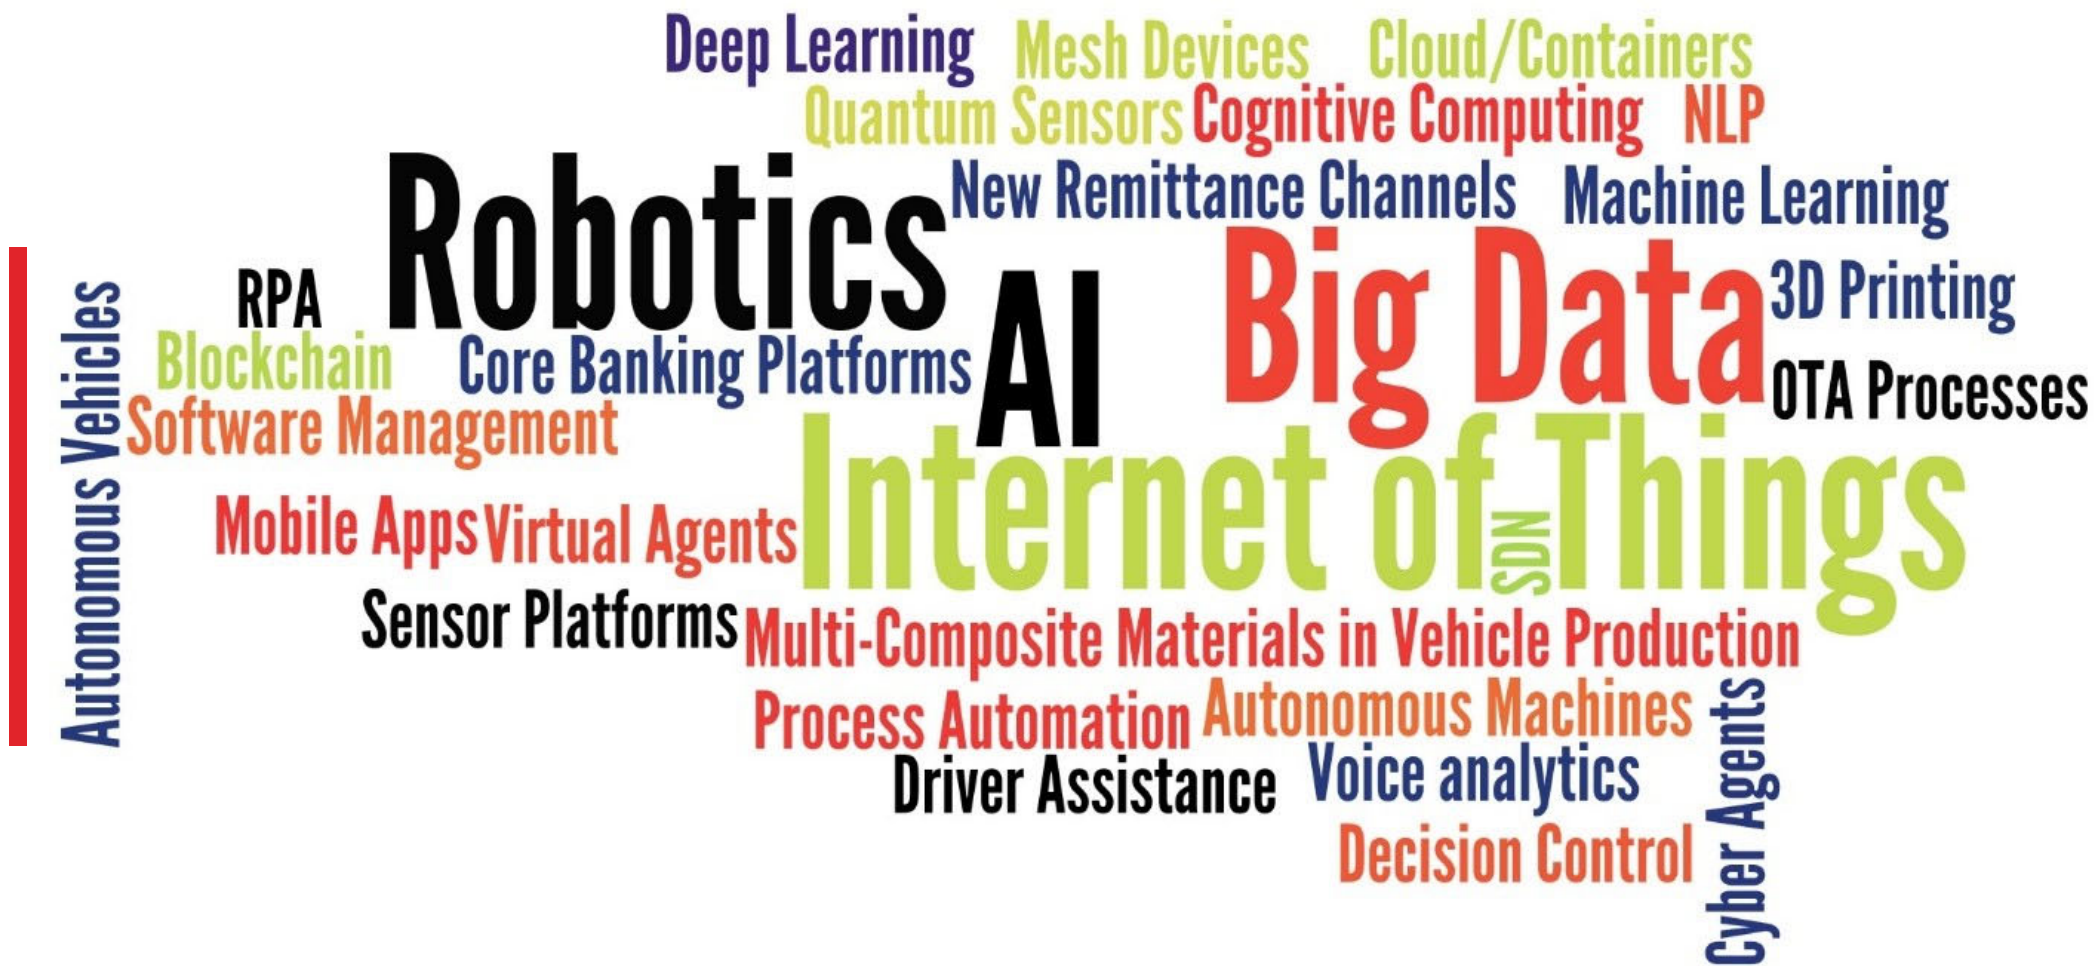 Deep Learning Mesh Devices Cloud/Containers
Quantum Sensors Cognitive Computing NLP
New Remittance Channels Machine Learning
Robotics
RPA
AI
Big Data
3D Printing
Blockchain
Core Banking Platforms
OTA Processes
Autonomous Vehicles
Software Management
Internet of Things
SDN
Mobile Apps Virtual Agents
Sensor Platforms
Multi-Composite Materials in Vehicle Production
Process Automation Autonomous Machines
Driver Assistance Voice analytics
Decision Control
Cyber Agents